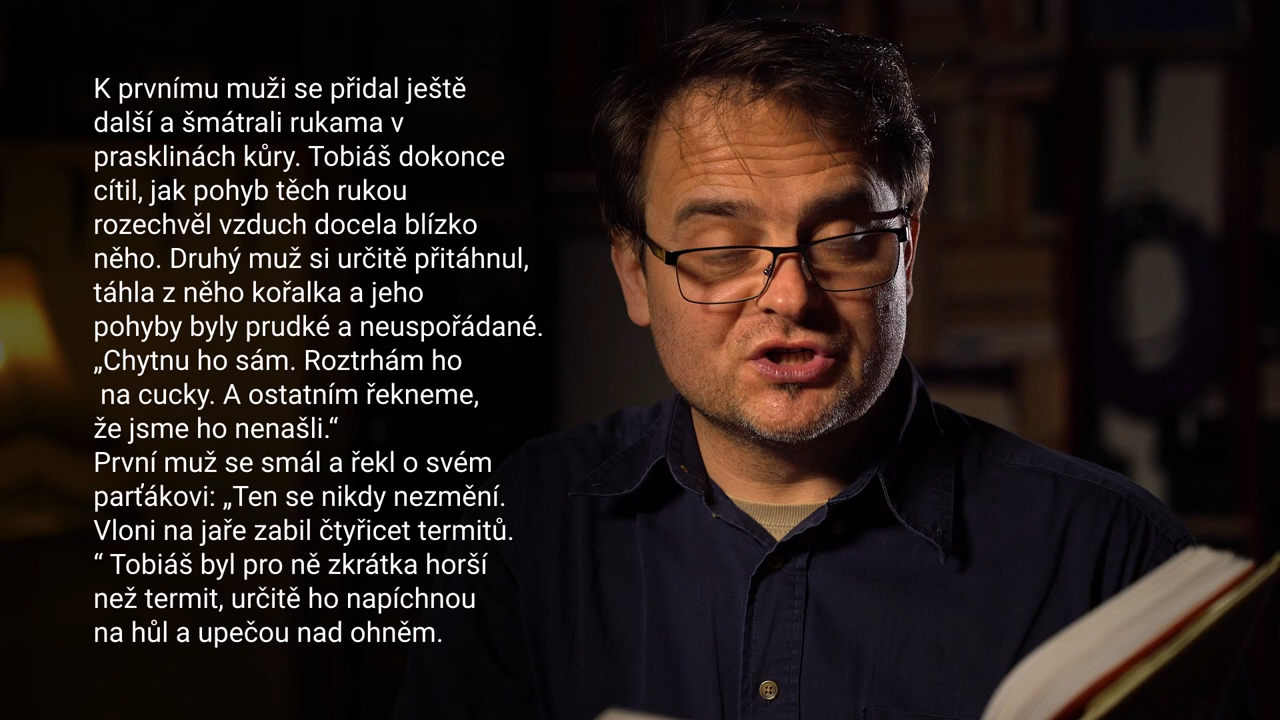 K prvnímu muži se přidal ještě
další a šmátrali rukama v
prasklinách kůry. Tobiáš dokonce
cítil, jak pohyb těch rukou
rozechvěl vzduch docela blízko
něho. Druhý muž si určitě přitáhnul,
táhla z něho kořalka a jeho
pohyby byly prudké a neuspořádané.
„Chytnu ho sám. Roztrhám ho
na cucky. A ostatním řekneme,
že jsme ho nenašli.“
První muž se smál a řekl o svém
parťákovi: „Ten se nikdy nezmění.
Vloni na jaře zabil čtyřicet termitů.
“ Tobiáš byl pro ně zkrátka horší
než termit, určitě ho napíchnou
na hůl a upečou nad ohněm.